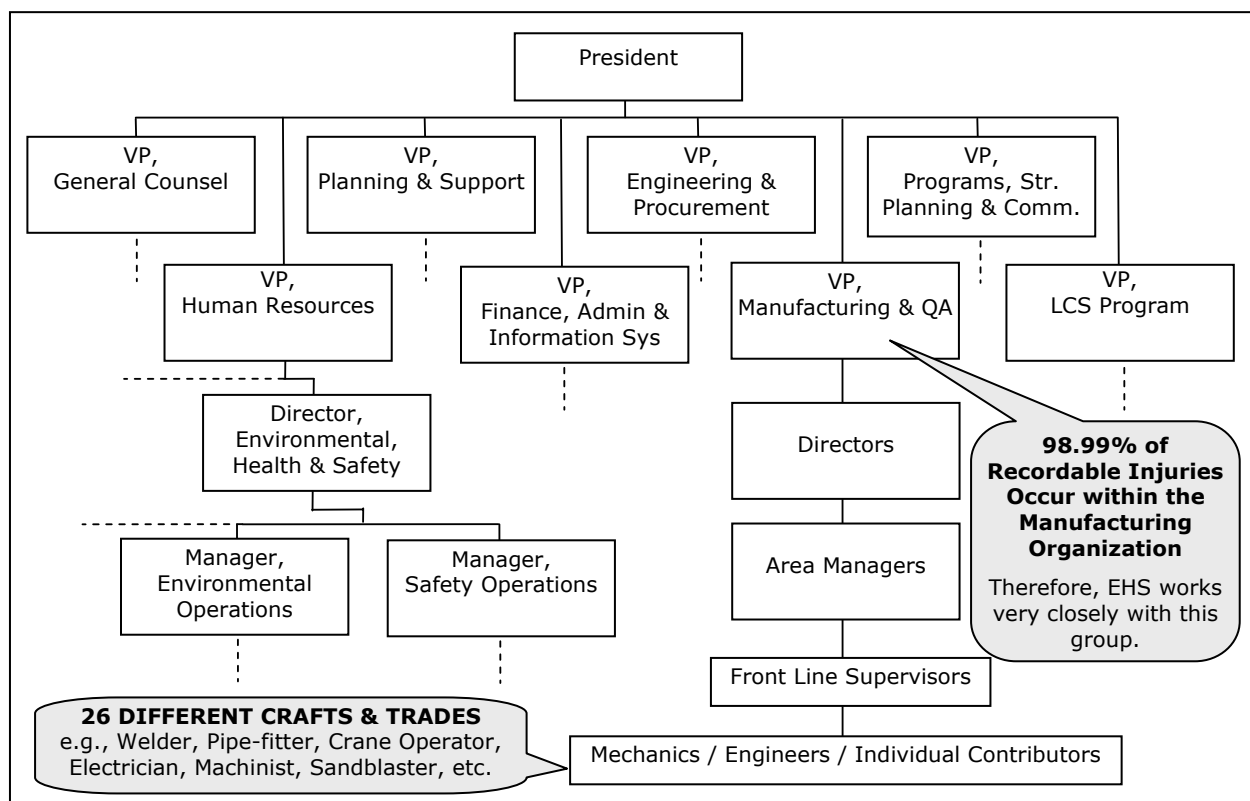 President
VP,
General Counsel
VP,
Planning & Support
VP,
Engineering &
Procurement
VP,
Programs, Str.
Planning & Comm.
VP,
Human Resources
VP,
Finance, Admin &
Information Sys
VP,
Manufacturing & QA
VP,
LCS Program
Director,
Environmental,
Health & Safety
Directors
98.99% of
Recordable Injuries
Occur within the
Manufacturing
Organization
Therefore, EHS works
very closely with this
group.
Manager,
Environmental
Operations
Manager,
Safety Operations
Area Managers
Front Line Supervisors
26 DIFFERENT CRAFTS & TRADES
e.g., Welder, Pipe-fitter, Crane Operator,
Electrician, Machinist, Sandblaster, etc.
Mechanics / Engineers / Individual Contributors